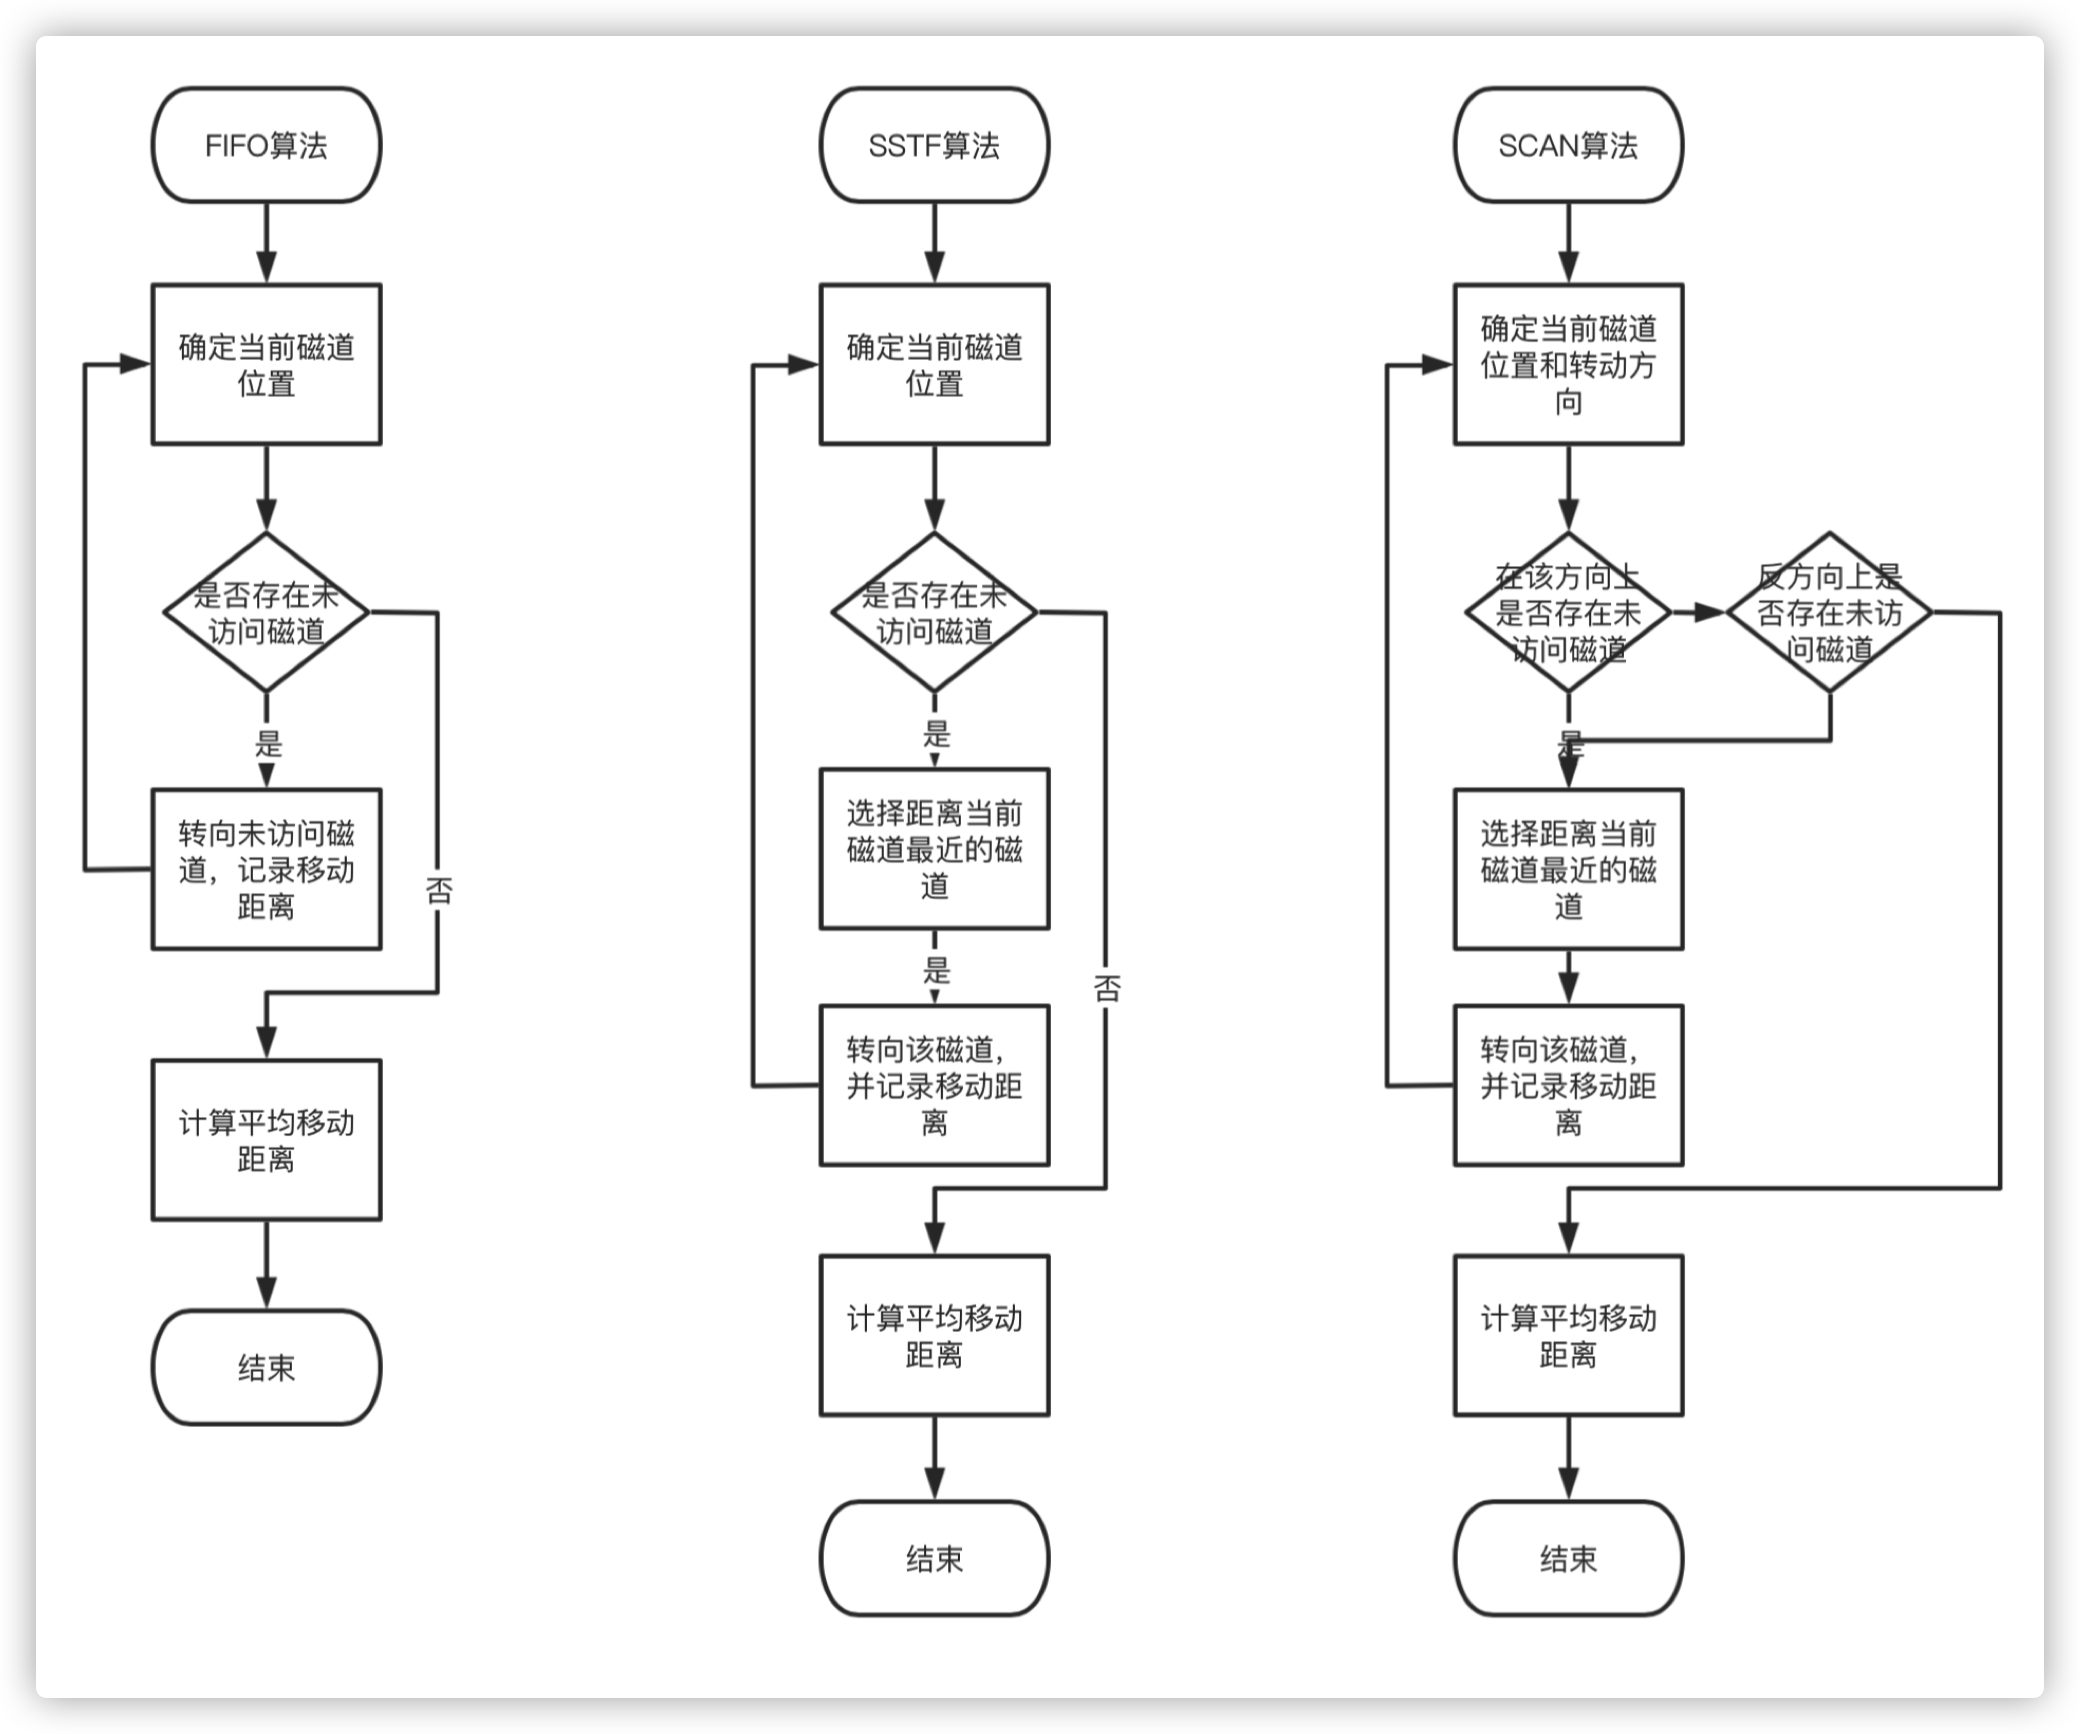 FIFO算法
确定当前磁道
位置
是否存在未
访问磁道
是
转向未访问磁
道，记录移动
距离
否
计算平均移动
距离
结束
SSTF算法
确定当前磁道
位置
是否存在未
访问磁道
是
选择距离当前
磁道最近的磁
道
是
转向该磁道，
并记录移动距
离
否
计算平均移动
距离
结束
SCAN算法
确定当前磁道
位置和转动方
向
在该方向上
是否存在未
访问磁道
反方向上是
否存在未访
问磁道
是
选择距离当前
磁道最近的磁
道
转向该磁道，
并记录移动距
离
计算平均移动
距离
结束